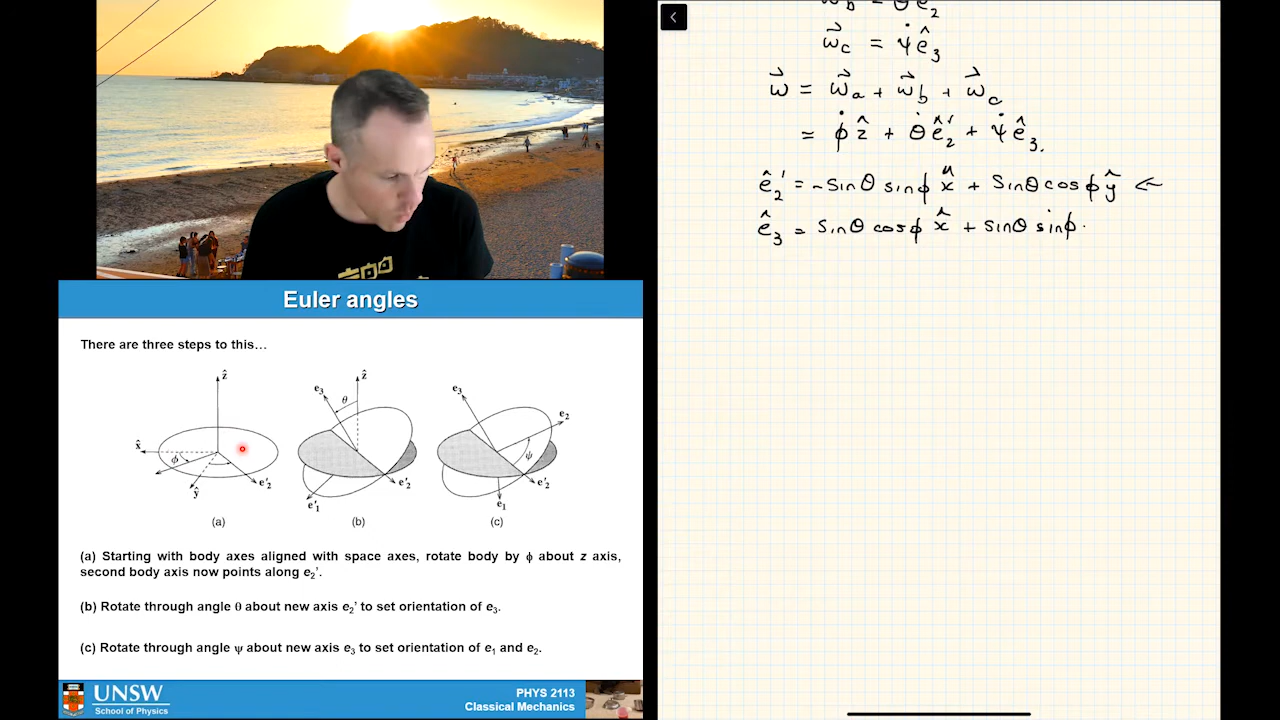 Euler angles
There are three steps to this…
ẑ
x̂
ϕ
ŷ
e'₂
(a)
e₃
θ
ẑ
e'₂
e'₁
(b)
e₃
e₂
ψ
e'₂
e₁
(c)
(a) Starting with body axes aligned with space axes, rotate body by ϕ about z axis,
second body axis now points along e₂'.
(b) Rotate through angle θ about new axis e₂' to set orientation of e₃.
(c) Rotate through angle ψ about new axis e₃ to set orientation of e₁ and e₂.
UNSW
School of Physics
PHYS 2113
Classical Mechanics
ω⃗_c = ψ̇ ê₃
ω⃗ = ω⃗_a + ω⃗_b + ω⃗_c
= ϕ̇ ẑ + θ̇ ê₂' + ψ̇ ê₃.
ê₂' = -sinθ sinϕ x̂ + sinθ cosϕ ŷ ←
ê₃ = sinθ cosϕ x̂ + sinθ sinϕ